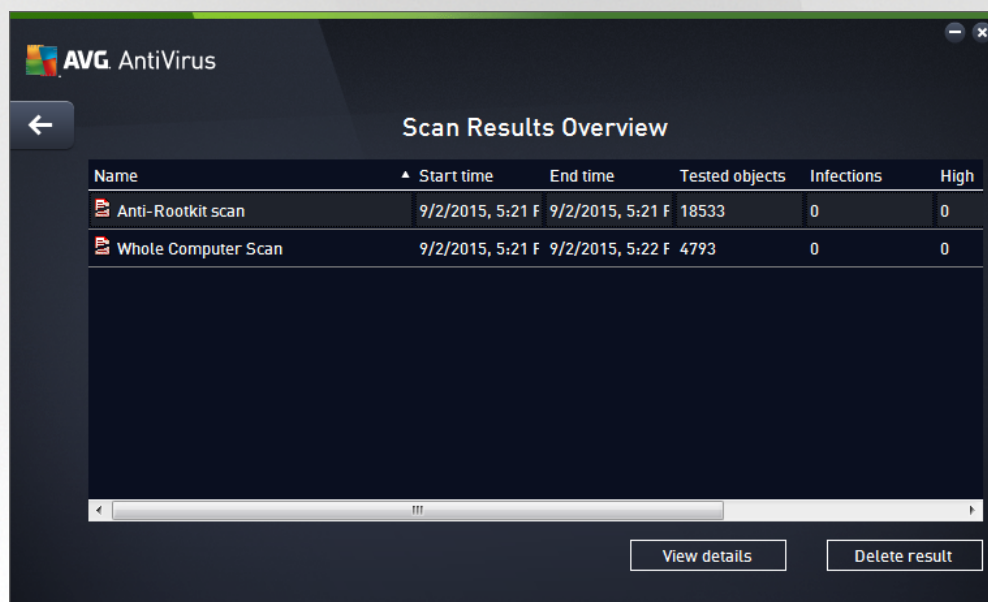 AVG. AntiVirus
Scan Results Overview
Name Start time End time Tested objects Infections High
Anti-Rootkit scan 9/2/2015, 5:21 P 9/2/2015, 5:21 P 18533 0 0
Whole Computer Scan 9/2/2015, 5:21 P 9/2/2015, 5:22 P 4793 0 0
View details Delete result